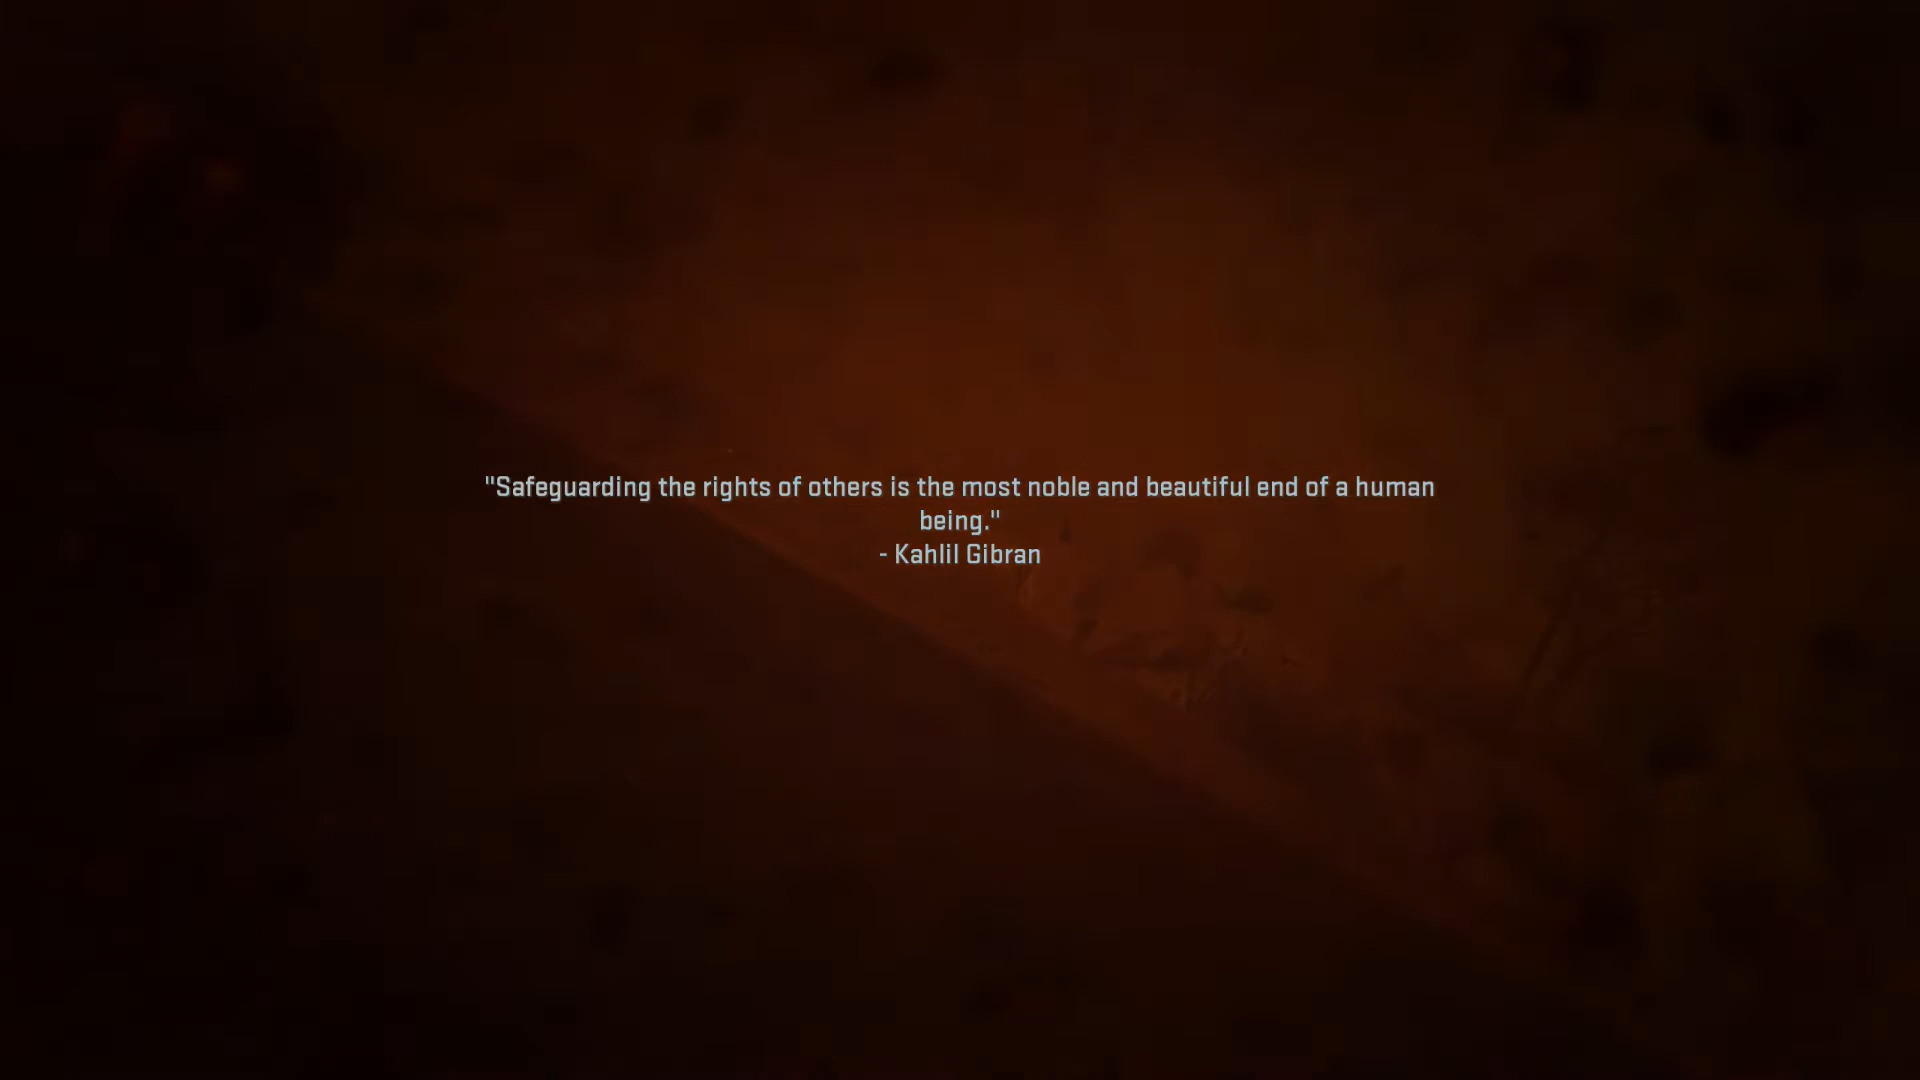 "Safeguarding the rights of others is the most noble and beautiful end of a human
being."
- Kahlil Gibran